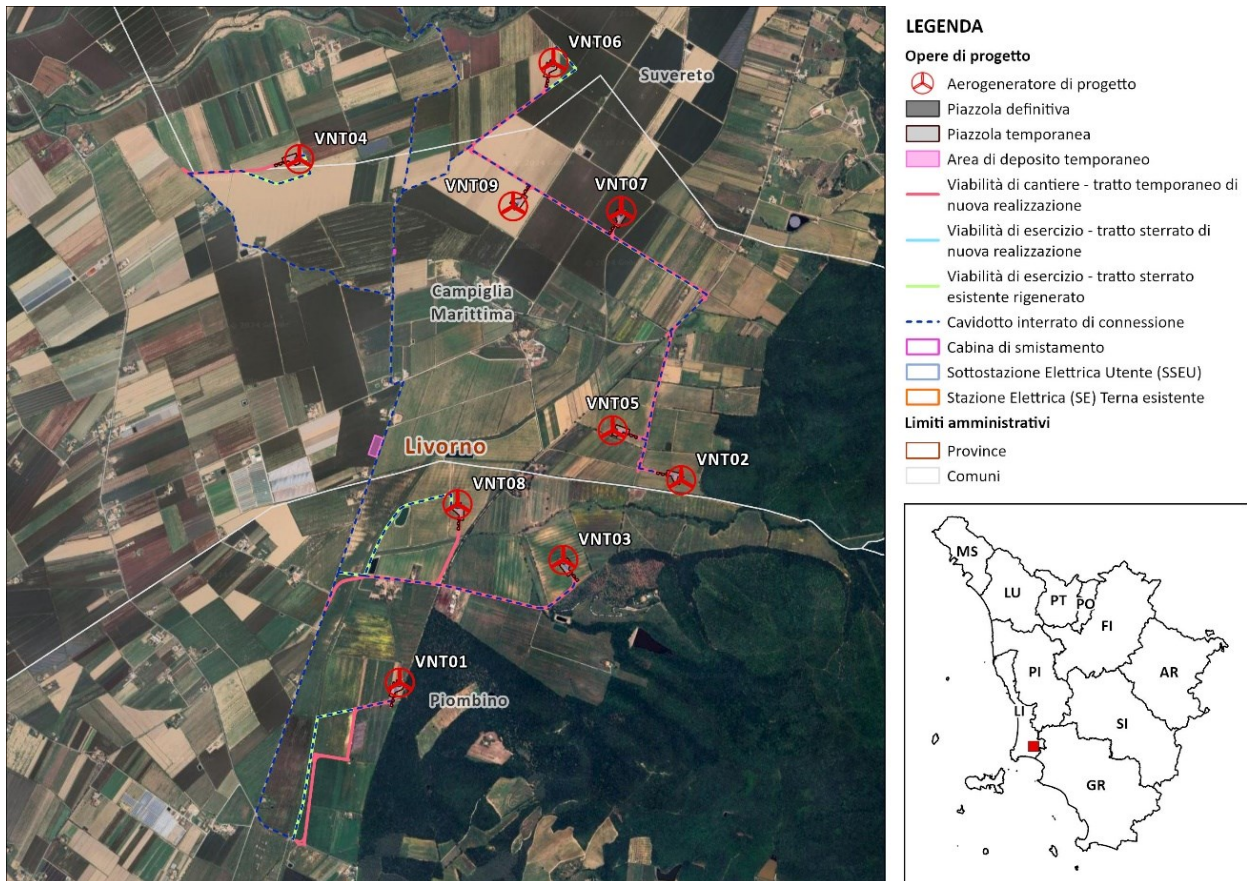 VNT06
Suvereto
VNT04
VNT09
VNT07
Campiglia
Marittima
VNT05
Livorno
VNT02
VNT08
VNT03
VNT01
Piombino
LEGENDA
Opere di progetto
Aerogeneratore di progetto
Piazzola definitiva
Piazzola temporanea
Area di deposito temporaneo
Viabilità di cantiere - tratto temporaneo di
nuova realizzazione
Viabilità di esercizio - tratto sterrato di
nuova realizzazione
Viabilità di esercizio - tratto sterrato
esistente rigenerato
Cavidotto interrato di connessione
Cabina di smistamento
Sottostazione Elettrica Utente (SSEU)
Stazione Elettrica (SE) Terna esistente
Limiti amministrativi
Province
Comuni
MS
LU
PT
PO
FI
PI
AR
LI
SI
GR